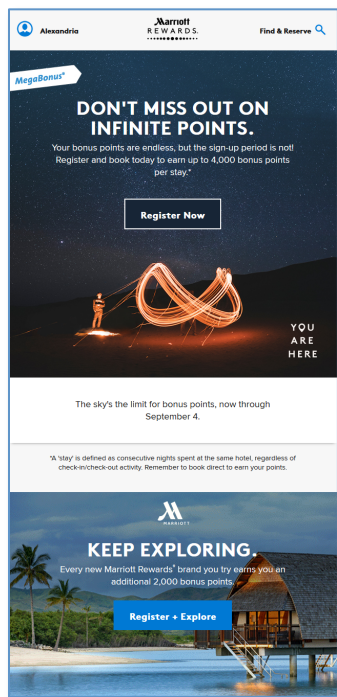 Alexandria
Marriott
REWARDS.
Find & Reserve
MegaBonus®
DON'T MISS OUT ON
INFINITE POINTS.
Your bonus points are endless, but the sign-up period is not!
Register and book today to earn up to 4,000 bonus points
per stay.*
Register Now
YOU
ARE
HERE
The sky's the limit for bonus points, now through
September 4.
*A 'stay' is defined as consecutive nights spent at the same hotel, regardless of
check-in/check-out activity. Remember to book direct to earn your points.
MARRIOTT
KEEP EXPLORING.
Every new Marriott Rewards® brand you try earns you an
additional 2,000 bonus points.
Register + Explore